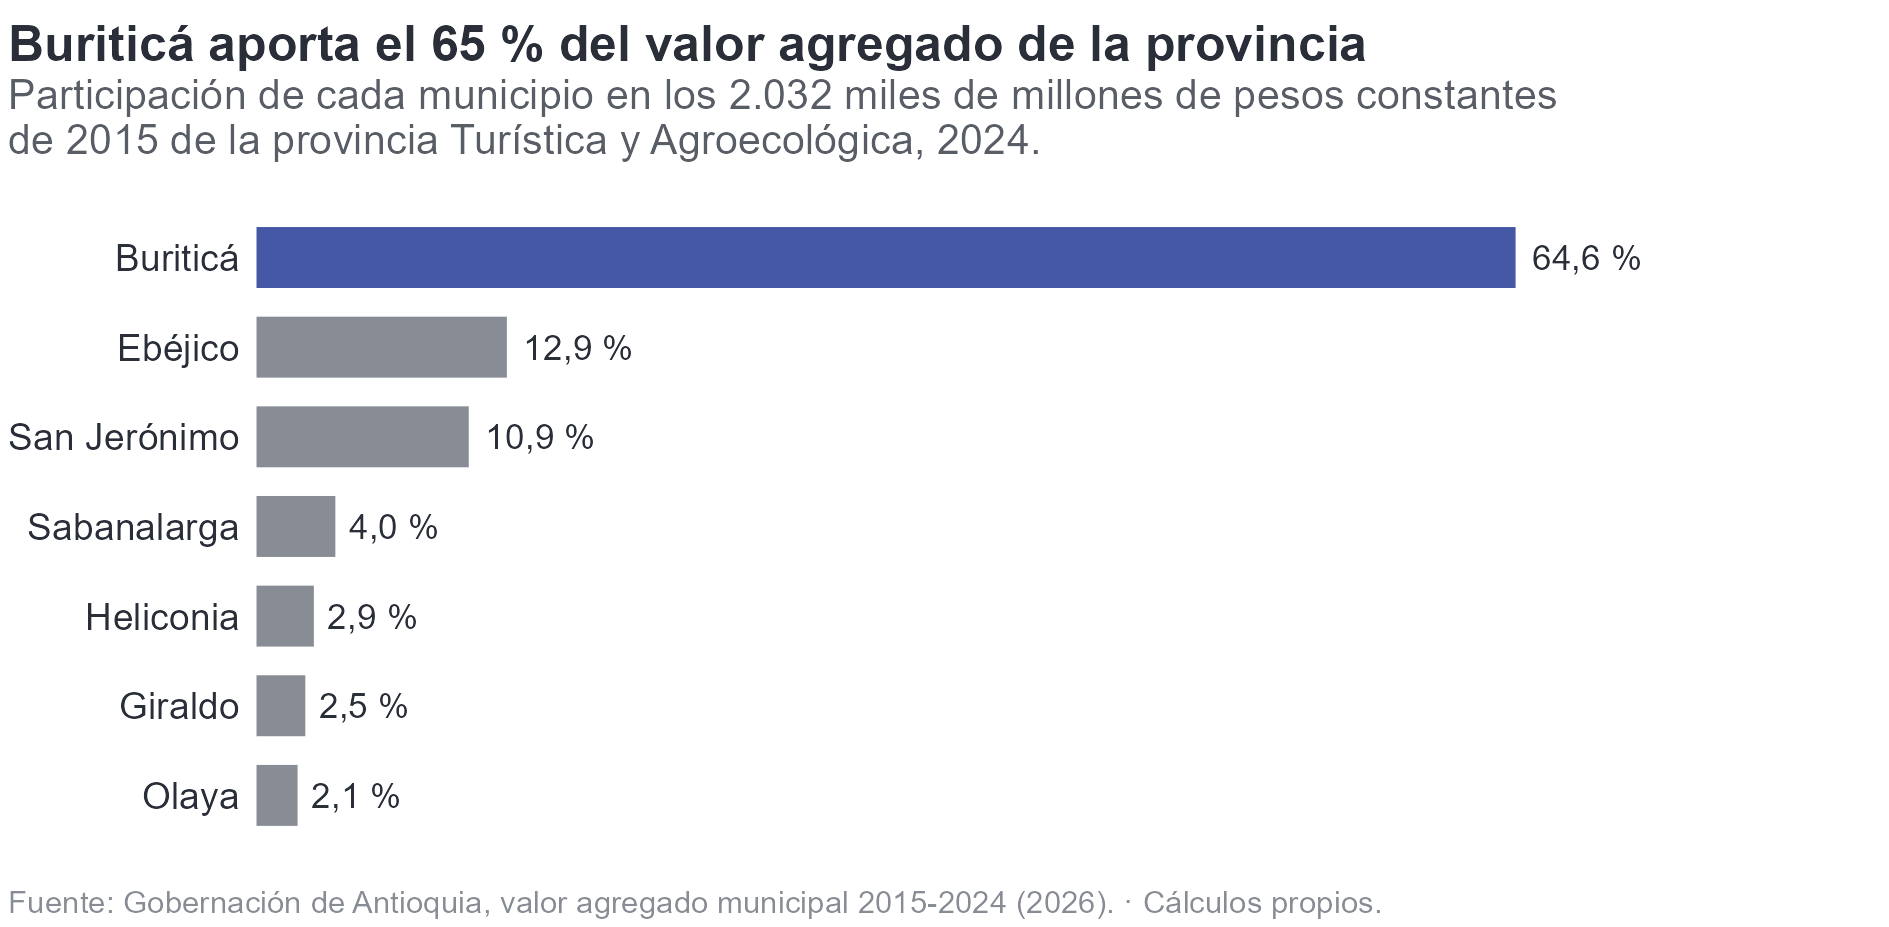 Buriticá aporta el 65 % del valor agregado de la provincia
Participación de cada municipio en los 2.032 miles de millones de pesos constantes
de 2015 de la provincia Turística y Agroecológica, 2024.
Buriticá 64,6 %
Ebéjico 12,9 %
San Jerónimo 10,9 %
Sabanalarga 4,0 %
Heliconia 2,9 %
Giraldo 2,5 %
Olaya 2,1 %
Fuente: Gobernación de Antioquia, valor agregado municipal 2015-2024 (2026). · Cálculos propios.